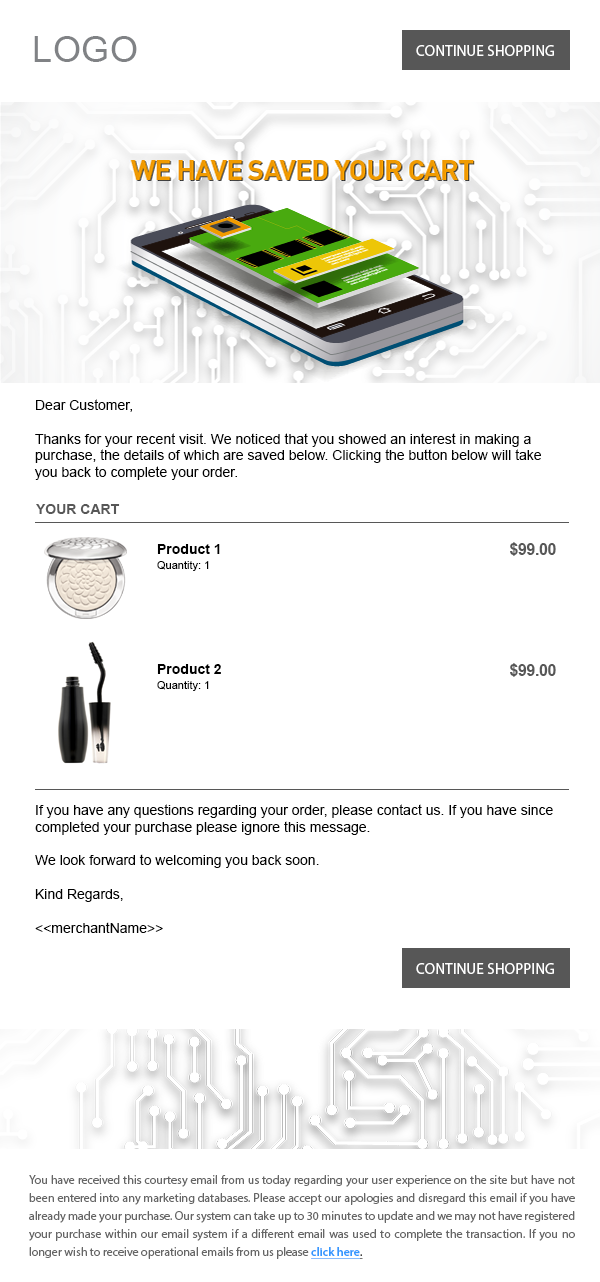 LOGO
CONTINUE SHOPPING
WE HAVE SAVED YOUR CART
Dear Customer,
Thanks for your recent visit. We noticed that you showed an interest in making a
purchase, the details of which are saved below. Clicking the button below will take
you back to complete your order.
YOUR CART
Product 1
$99.00
Quantity: 1
Product 2
$99.00
Quantity: 1
If you have any questions regarding your order, please contact us. If you have since
completed your purchase please ignore this message.
We look forward to welcoming you back soon.
Kind Regards,
<<merchantName>>
CONTINUE SHOPPING
You have received this courtesy email from us today regarding your user experience on the site but have not
been entered into any marketing databases. Please accept our apologies and disregard this email if you have
already made your purchase. Our system can take up to 30 minutes to update and we may not have registered
your purchase within our email system if a different email was used to complete the transaction. If you no
longer wish to receive operational emails from us please click here.